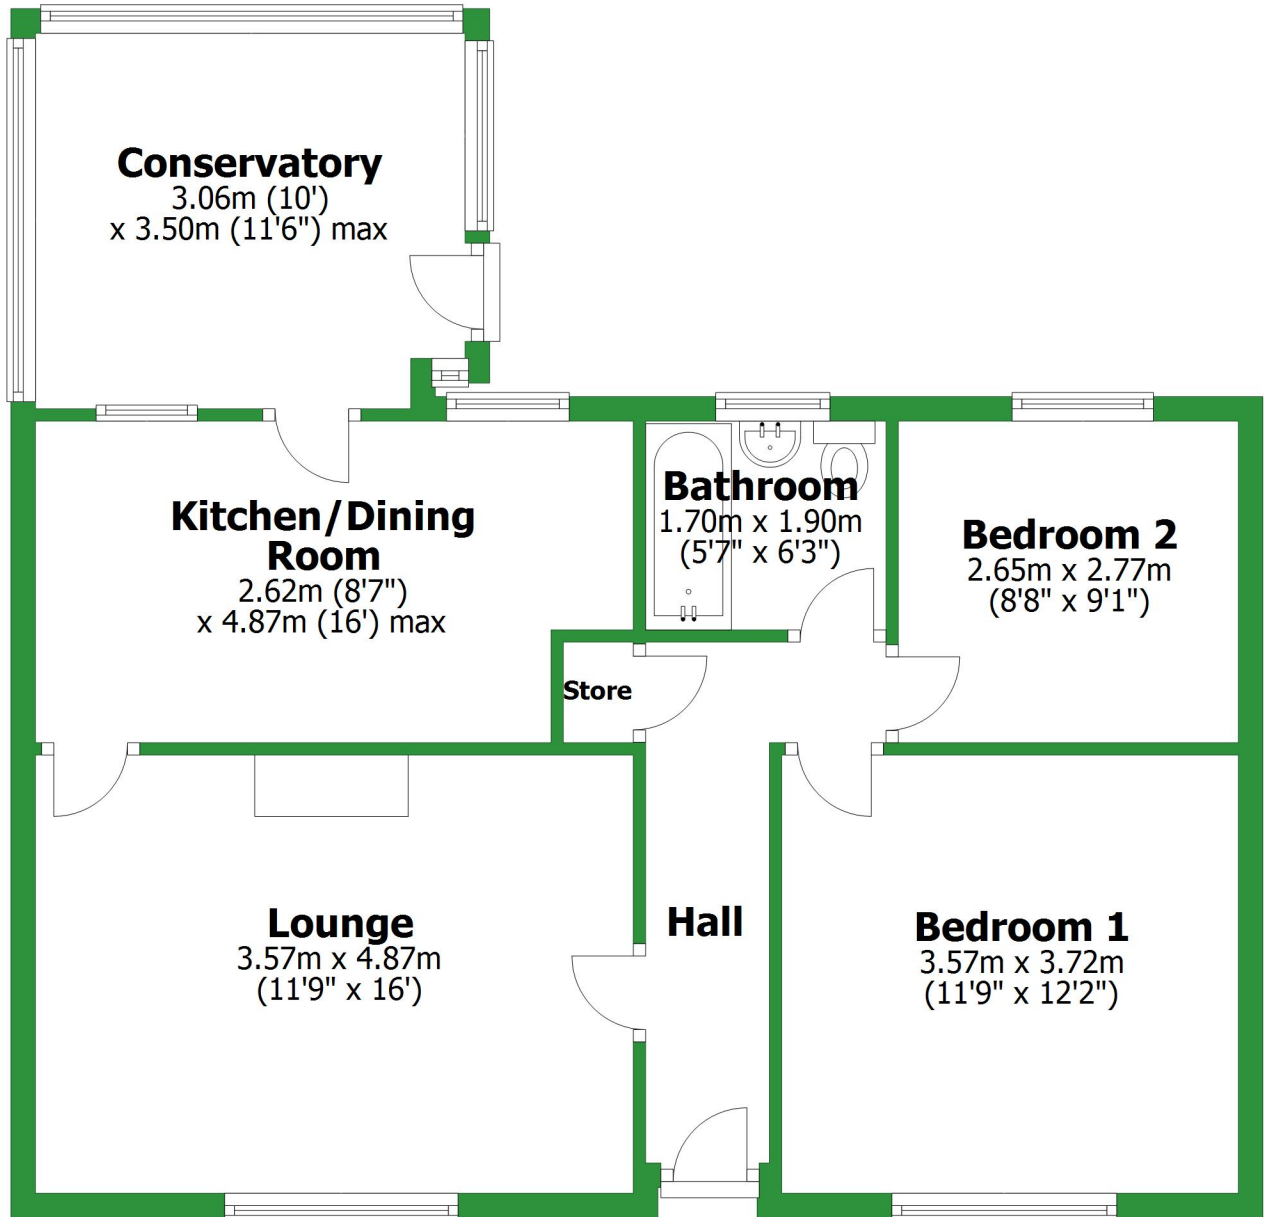 Conservatory
3.06m (10')
x 3.50m (11'6") max
Kitchen/Dining
Room
2.62m (8'7")
x 4.87m (16') max
Bathroom
1.70m x 1.90m
(5'7" x 6'3")
Bedroom 2
2.65m x 2.77m
(8'8" x 9'1")
Store
Lounge
3.57m x 4.87m
(11'9" x 16')
Hall
Bedroom 1
3.57m x 3.72m
(11'9" x 12'2")